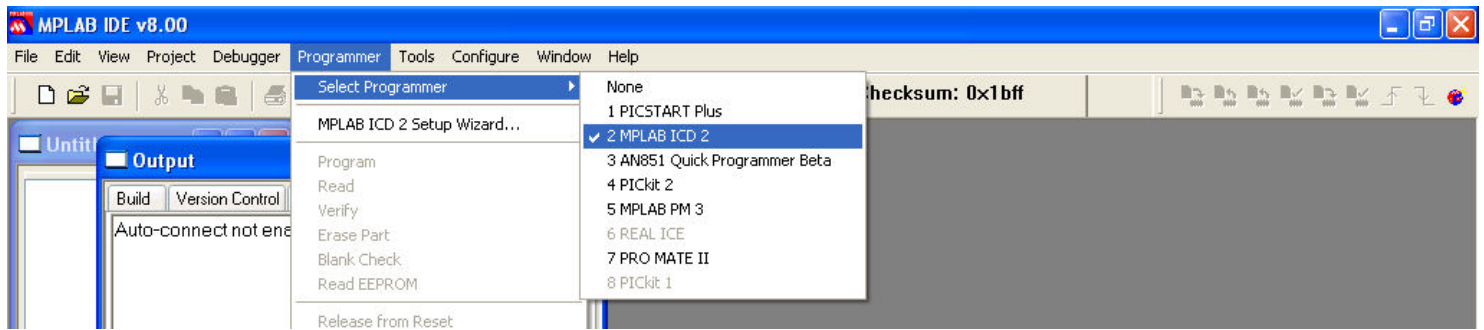 MPLAB IDE v8.00
File Edit View Project Debugger Programmer Tools Configure Window Help
Checksum: 0x1bff
Select Programmer
MPLAB ICD 2 Setup Wizard...
Program
Read
Verify
Erase Part
Blank Check
Read EEPROM
Release from Reset
None
1 PICSTART Plus
2 MPLAB ICD 2
3 AN851 Quick Programmer Beta
4 PICkit 2
5 MPLAB PM 3
6 REAL ICE
7 PRO MATE II
8 PICkit 1
Output
Build Version Control
Auto-connect not